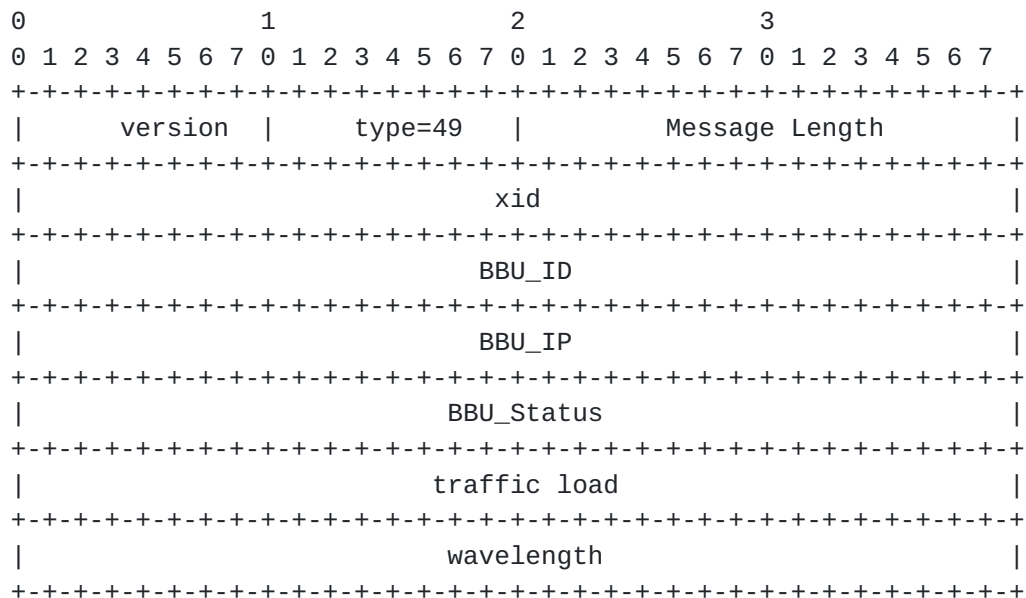 0               1               2               3
0 1 2 3 4 5 6 7 0 1 2 3 4 5 6 7 0 1 2 3 4 5 6 7 0 1 2 3 4 5 6 7
+-+-+-+-+-+-+-+-+-+-+-+-+-+-+-+-+-+-+-+-+-+-+-+-+-+-+-+-+-+-+-+-+
|      version  |     type=49   |         Message Length        |
+-+-+-+-+-+-+-+-+-+-+-+-+-+-+-+-+-+-+-+-+-+-+-+-+-+-+-+-+-+-+-+-+
|                              xid                              |
+-+-+-+-+-+-+-+-+-+-+-+-+-+-+-+-+-+-+-+-+-+-+-+-+-+-+-+-+-+-+-+-+
|                             BBU_ID                            |
+-+-+-+-+-+-+-+-+-+-+-+-+-+-+-+-+-+-+-+-+-+-+-+-+-+-+-+-+-+-+-+-+
|                             BBU_IP                            |
+-+-+-+-+-+-+-+-+-+-+-+-+-+-+-+-+-+-+-+-+-+-+-+-+-+-+-+-+-+-+-+-+
|                           BBU_Status                          |
+-+-+-+-+-+-+-+-+-+-+-+-+-+-+-+-+-+-+-+-+-+-+-+-+-+-+-+-+-+-+-+-+
|                          traffic load                         |
+-+-+-+-+-+-+-+-+-+-+-+-+-+-+-+-+-+-+-+-+-+-+-+-+-+-+-+-+-+-+-+-+
|                           wavelength                          |
+-+-+-+-+-+-+-+-+-+-+-+-+-+-+-+-+-+-+-+-+-+-+-+-+-+-+-+-+-+-+-+-+